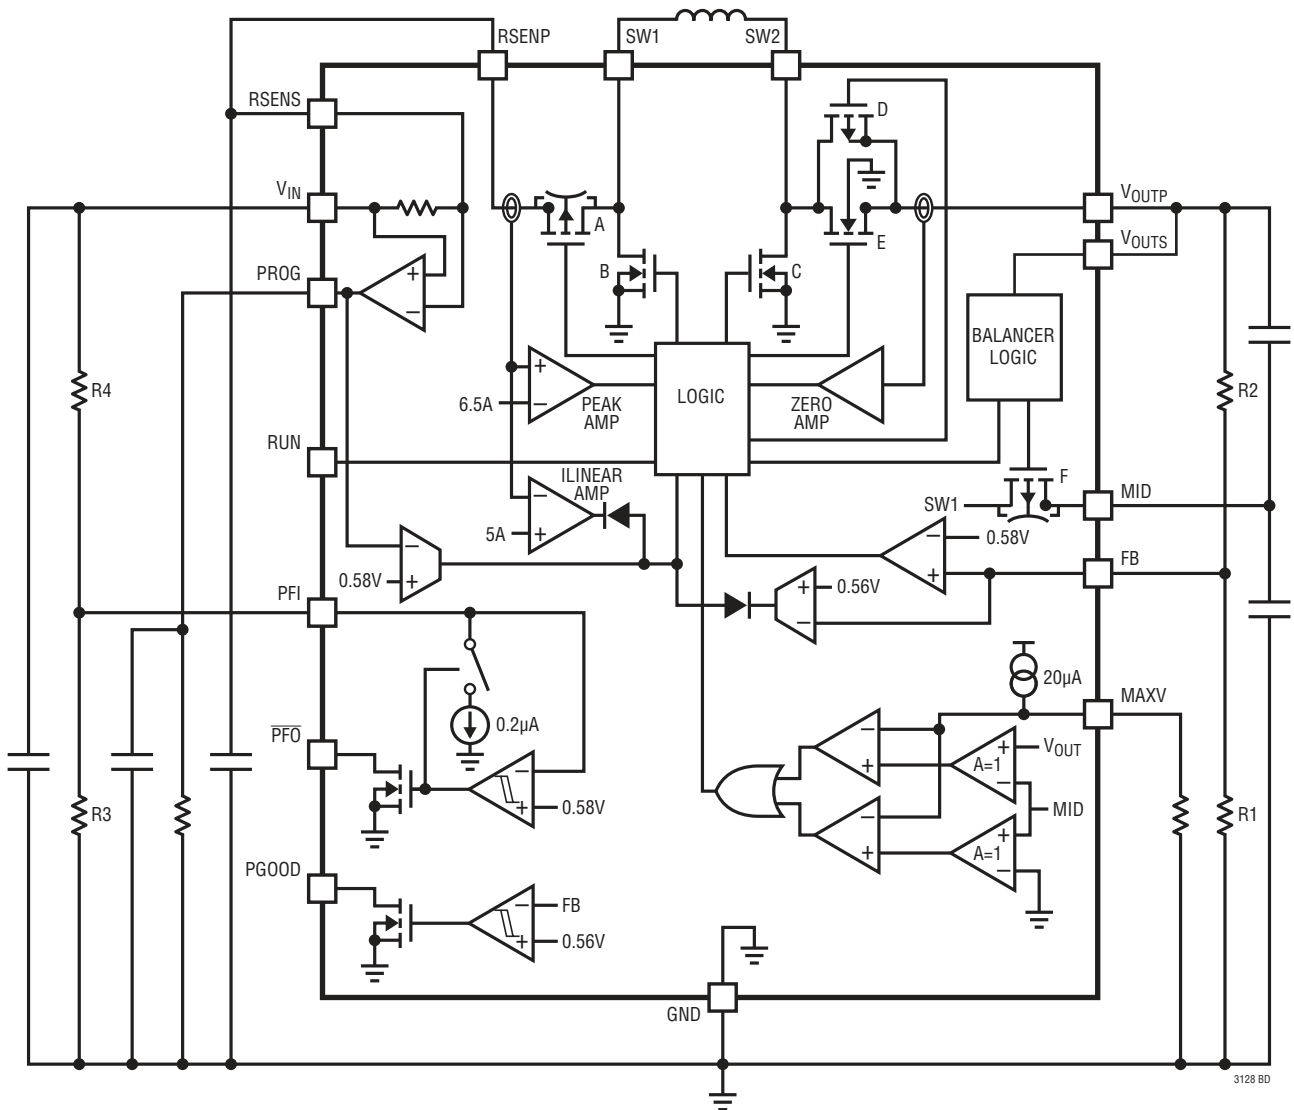 RSENP
SW1
SW2
RSENS
D
VIN
VOUTP
A
E
VOUTS
B
C
PROG
+
−
BALANCER
LOGIC
R4
+
6.5A
−
PEAK
AMP
LOGIC
ZERO
AMP
R2
RUN
ILINEAR
AMP
F
SW1
MID
−
5A
+
−
0.58V
−
0.58V
+
+
FB
+
0.56V
−
PFI
20µA
MAXV
0.2µA
PFO
−
+
VOUT
A=1
+
−
−
0.58V
+
MID
R3
−
+
+
A=1
−
R1
PGOOD
−
FB
+
0.56V
GND
3128 BD